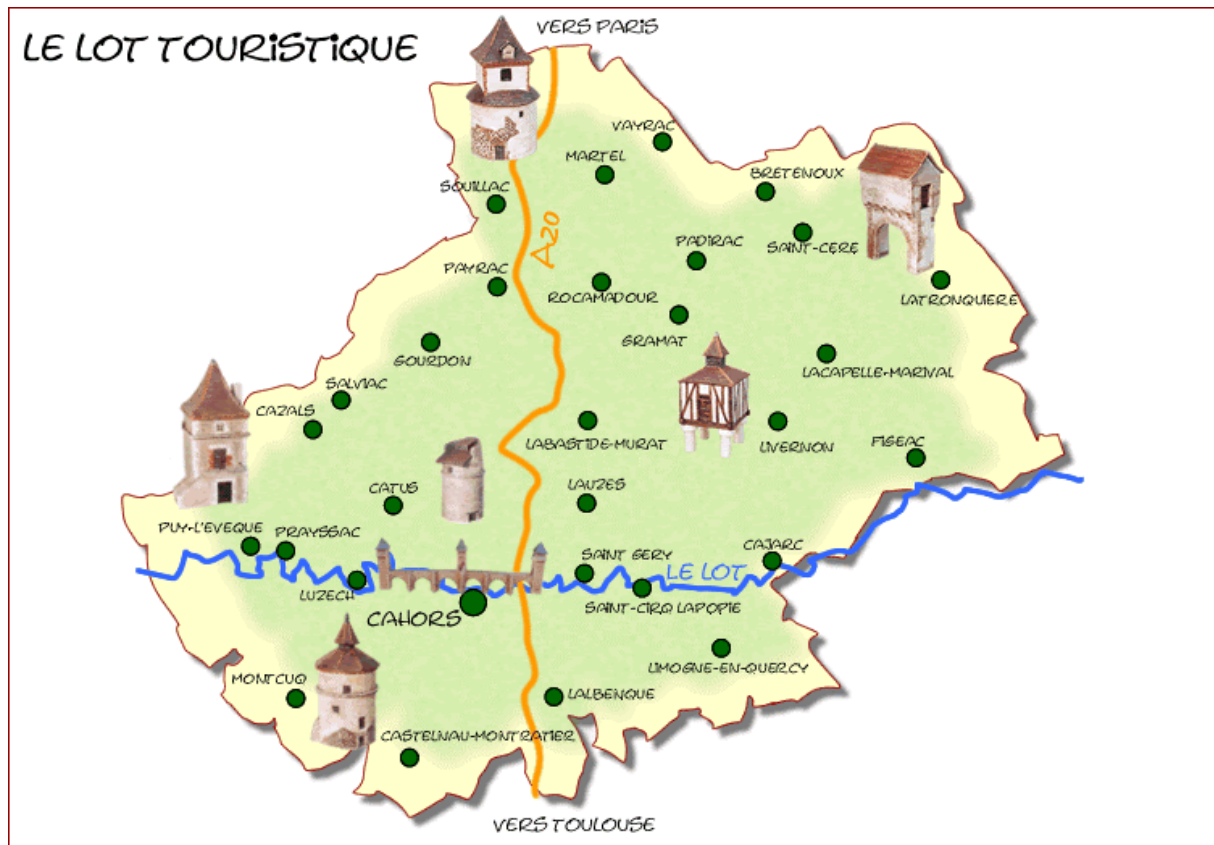 LE LOT TOURISTIQUE
VERS PARIS
VAYRAC
MARTEL
BRETENOUX
SOUILLAC
A20
PADIRAC
SAINT-CERE
PAYRAC
ROCAMADOUR
LATRONQUIERE
GRAMAT
GOURDON
LACAPELLE-MARIVAL
SALVIAC
CAZALS
LABASTIDE-MURAT
LIVERNON
FIGEAC
CATUS
LAUZES
PUY-L'EVEQUE
PRAYSSAC
SAINT GERY
CAJARC
LE LOT
LUZECH
SAINT-CIRQ LAPOPIE
CAHORS
LIMOGNE-EN-QUERCY
MONTCUQ
LALBENQUE
CASTELNAU-MONTRATIER
VERS TOULOUSE